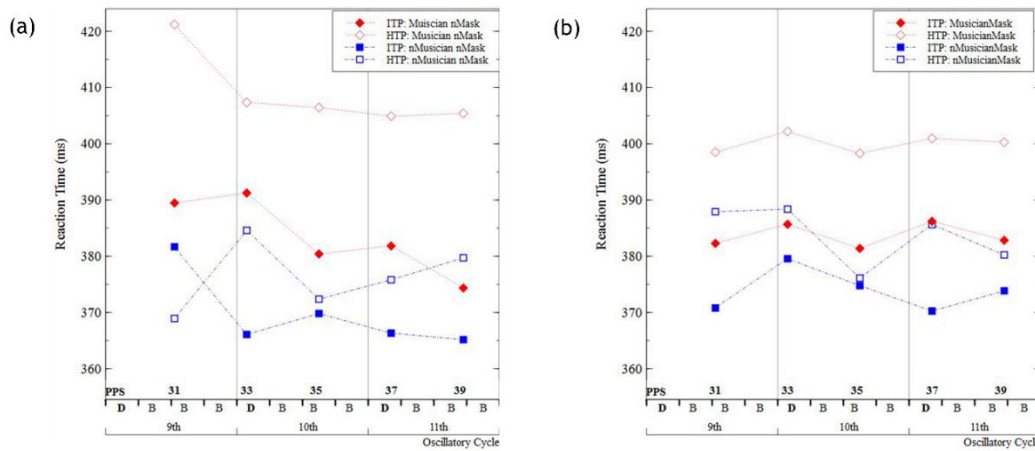 (a)
ITP: Muiscian nMask
HTP: Musician nMask
ITP: nMusician nMask
HTP: nMusician nMask
420
410
400
390
380
370
360
Reaction Time (ms)
PPS 31 33 35 37 39
D B B B D B B D B B
9th 10th 11th
Oscillatory Cycle
(b)
ITP: MusicianMask
HTP: MusicianMask
ITP: nMusicianMask
HTP: nMusicianMask
420
410
400
390
380
370
360
Reaction Time (ms)
PPS 31 33 35 37 39
D B B B D B B D B B
9th 10th 11th
Oscillatory Cycle